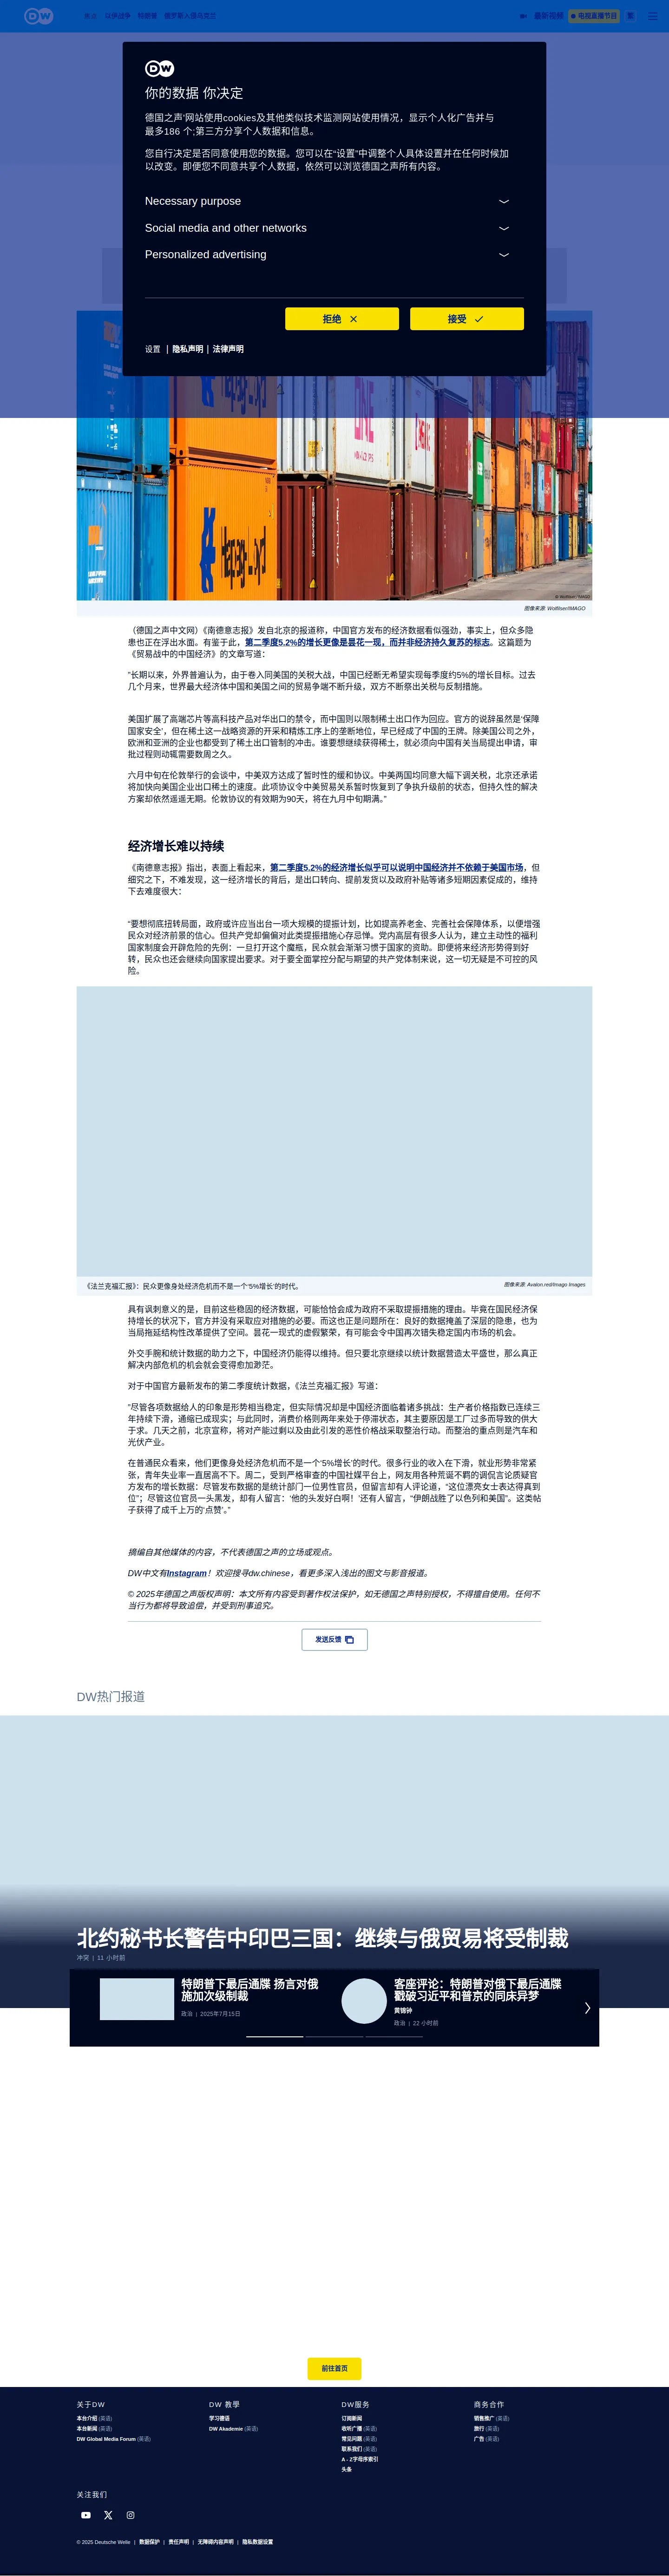 DW
以伊战争 特朗普 俄罗斯入侵乌克兰
最新视频 电视直播节目 繁
DW
你的数据 你决定
德国之声'网站使用cookies及其他类似技术监测网站使用情况，显示个人化广告并与
最多186 个;第三方分享个人数据和信息。
您自行决定是否同意使用您的数据。您可以在“设置”中调整个人具体设置并在任何时候加
以改变。即便您不同意共享个人数据，依然可以浏览德国之声所有内容。
Necessary purpose
Social media and other networks
Personalized advertising
拒绝 接受
设置 | 隐私声明 | 法律声明
图像来源: Wolfilser/IMAGO
（德国之声中文网）《南德意志报》发自北京的报道称，中国官方发布的经济数据看似强劲，事实上，但众多隐
患也正在浮出水面。有鉴于此，第二季度5.2%的增长更像是昙花一现，而并非经济持久复苏的标志。这篇题为
《贸易战中的中国经济》的文章写道：
”长期以来，外界普遍认为，由于卷入同美国的关税大战，中国已经断无希望实现每季度约5%的增长目标。过去
几个月来，世界最大经济体中国和美国之间的贸易争端不断升级，双方不断祭出关税与反制措施。
美国扩展了高端芯片等高科技产品对华出口的禁令，而中国则以限制稀土出口作为回应。官方的说辞虽然是‘保障
国家安全’，但在稀土这一战略资源的开采和精炼工序上的垄断地位，早已经成了中国的王牌。除美国公司之外，
欧洲和亚洲的企业也都受到了稀土出口管制的冲击。谁要想继续获得稀土，就必须向中国有关当局提出申请，审
批过程则动辄需要数周之久。
六月中旬在伦敦举行的会谈中，中美双方达成了暂时性的缓和协议。中美两国均同意大幅下调关税，北京还承诺
将加快向美国企业出口稀土的速度。此项协议令中美贸易关系暂时恢复到了争执升级前的状态，但持久性的解决
方案却依然遥遥无期。伦敦协议的有效期为90天，将在九月中旬期满。”
经济增长难以持续
《南德意志报》指出，表面上看起来，第二季度5.2%的经济增长似乎可以说明中国经济并不依赖于美国市场，但
细究之下，不难发现，这一经济增长的背后，是出口转向、提前发货以及政府补贴等诸多短期因素促成的，维持
下去难度很大：
“要想彻底扭转局面，政府或许应当出台一项大规模的提振计划，比如提高养老金、完善社会保障体系，以便增强
民众对经济前景的信心。但共产党却偏偏对此类提振措施心存忌惮。党内高层有很多人认为，建立主动性的福利
国家制度会开辟危险的先例：一旦打开这个魔瓶，民众就会渐渐习惯于国家的资助。即便将来经济形势得到好
转，民众也还会继续向国家提出要求。对于要全面掌控分配与期望的共产党体制来说，这一切无疑是不可控的风
险。
《法兰克福汇报》：民众更像身处经济危机而不是一个‘5%增长’的时代。
图像来源: Avalon.red/Imago Images
具有讽刺意义的是，目前这些稳固的经济数据，可能恰恰会成为政府不采取提振措施的理由。毕竟在国民经济保
持增长的状况下，官方并没有采取应对措施的必要。而这也正是问题所在：良好的数据掩盖了深层的隐患，也为
当局拖延结构性改革提供了空间。昙花一现式的虚假繁荣，有可能会令中国再次错失稳定国内市场的机会。
外交手腕和统计数据的助力之下，中国经济仍能得以维持。但只要北京继续以统计数据营造太平盛世，那么真正
解决内部危机的机会就会变得愈加渺茫。
对于中国官方最新发布的第二季度统计数据，《法兰克福汇报》写道：
“尽管各项数据给人的印象是形势相当稳定，但实际情况却是中国经济面临着诸多挑战：生产者价格指数已连续三
年持续下滑，通缩已成现实；与此同时，消费价格则两年来处于停滞状态，其主要原因是工厂过多而导致的供大
于求。几天之前，北京宣称，将对产能过剩以及由此引发的恶性价格战采取整治行动。而整治的重点则是汽车和
光伏产业。
在普通民众看来，他们更像身处经济危机而不是一个‘5%增长’的时代。很多行业的收入在下滑，就业形势非常紧
张，青年失业率一直居高不下。周二，受到严格审查的中国社媒平台上，网友用各种荒诞不羁的调侃言论质疑官
方发布的增长数据：尽管发布数据的是统计部门一位男性官员，但留言却有人评论道，“这位漂亮女士表达得真到
位”；尽管这位官员一头黑发，却有人留言：‘他的头发好白啊！’还有人留言，“伊朗战胜了以色列和美国”。这类帖
子获得了成千上万的‘点赞’。”
摘编自其他媒体的内容，不代表德国之声的立场或观点。
DW中文有Instagram！欢迎搜寻dw.chinese，看更多深入浅出的图文与影音报道。
© 2025年德国之声版权声明：本文所有内容受到著作权法保护，如无德国之声特别授权，不得擅自使用。任何不
当行为都将导致追偿，并受到刑事追究。
发送反馈
DW热门报道
北约秘书长警告中印巴三国：继续与俄贸易将受制裁
冲突 | 11 小时前
特朗普下最后通牒 扬言对俄
施加次级制裁
政治 | 2025年7月15日
客座评论：特朗普对俄下最后通牒
戳破习近平和普京的同床异梦
黄锦钟
政治 | 22 小时前
前往首页
关于DW
本台介绍 (英语)
本台新闻 (英语)
DW Global Media Forum (英语)
DW 教學
学习德语
DW Akademie (英语)
DW服务
订阅新闻
收听广播 (英语)
常见问题 (英语)
联系我们 (英语)
A - Z字母序索引
头条
商务合作
销售推广 (英语)
旅行 (英语)
广告 (英语)
关注我们
© 2025 Deutsche Welle | 数据保护 | 责任声明 | 无障碍内容声明 | 隐私数据设置